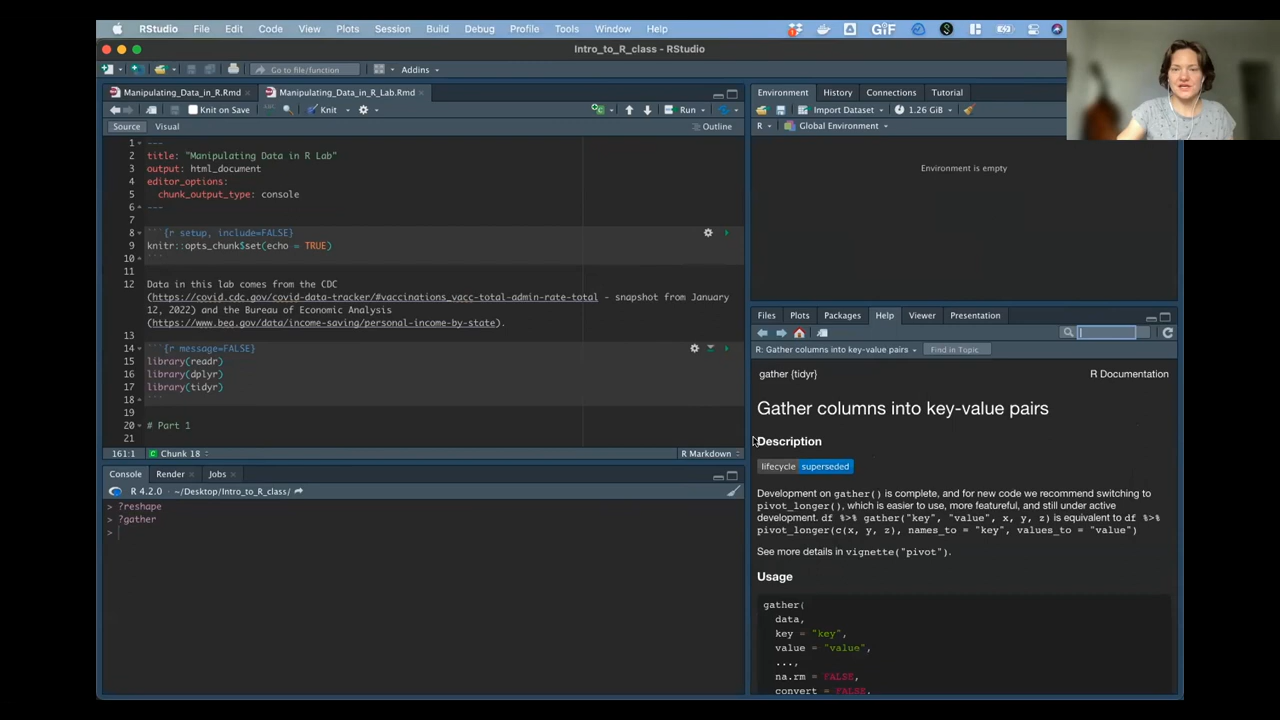 RStudio File Edit Code View Plots Session Build Debug Profile Tools Window Help GIF
Intro_to_R_class - RStudio
Go to file/function Addins
Manipulating_Data_in_R.Rmd Manipulating_Data_in_R_Lab.Rmd
Knit on Save Knit Run
Source Visual Outline
1 ---
2 title: "Manipulating Data in R Lab"
3 output: html_document
4 editor_options:
5 chunk_output_type: console
6 ---
7
8 ```{r setup, include=FALSE}
9 knitr::opts_chunk$set(echo = TRUE)
10 ```
11
12 Data in this lab comes from the CDC
(https://covid.cdc.gov/covid-data-tracker/#vaccinations_vacc-total-admin-rate-total - snapshot from January
12, 2022) and the Bureau of Economic Analysis
(https://www.bea.gov/data/income-saving/personal-income-by-state).
13
14 ```{r message=FALSE}
15 library(readr)
16 library(dplyr)
17 library(tidyr)
18 ```
19
20 # Part 1
21
161:1 C Chunk 18 R Markdown
Console Render Jobs
R 4.2.0 · ~/Desktop/Intro_to_R_class/
> ?reshape
> ?gather
>
Environment History Connections Tutorial
Import Dataset 1.26 GiB
R Global Environment
Environment is empty
Files Plots Packages Help Viewer Presentation
R: Gather columns into key-value pairs Find in Topic
gather {tidyr} R Documentation
Gather columns into key-value pairs
Description
lifecycle superseded
Development on gather() is complete, and for new code we recommend switching to
pivot_longer(), which is easier to use, more featureful, and still under active
development. df %>% gather("key", "value", x, y, z) is equivalent to df %>%
pivot_longer(c(x, y, z), names_to = "key", values_to = "value")
See more details in vignette("pivot").
Usage
gather(
data,
key = "key",
value = "value",
...,
na.rm = FALSE,
convert = FALSE,